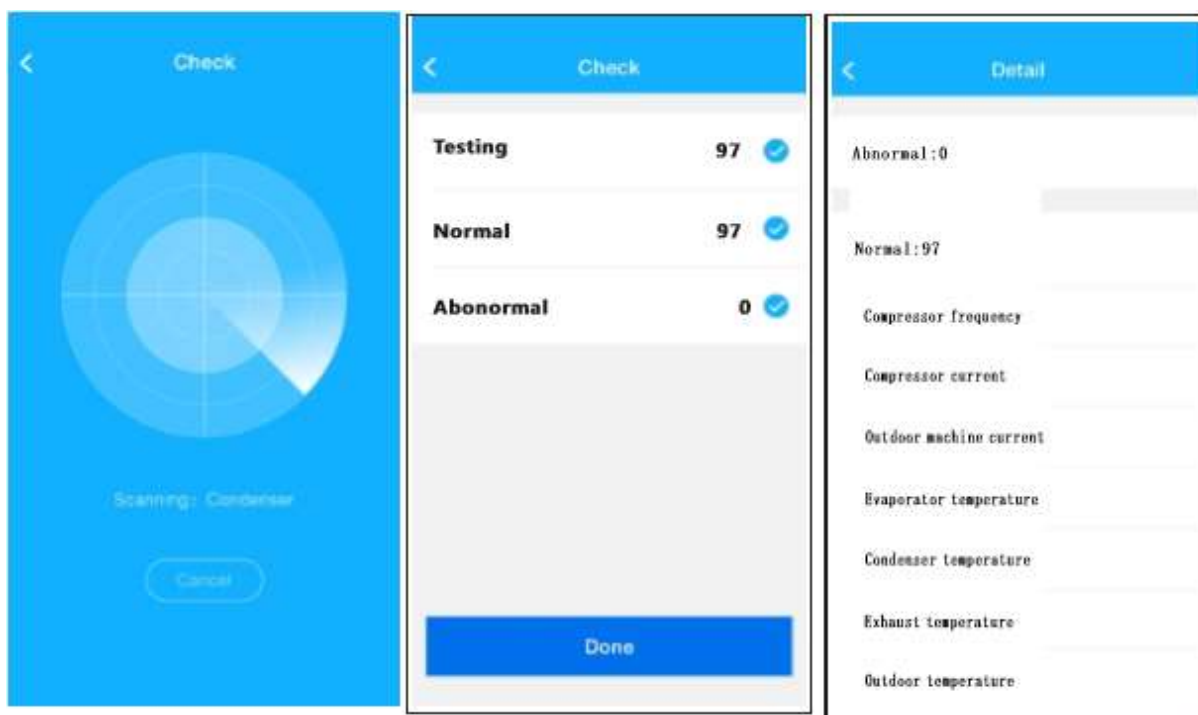 Check
Scanning: Condenser
Cancel
Check
Testing 97
Normal 97
Abonormal 0
Done
Detail
Abnormal:0
Normal:97
Compressor frequency
Compressor current
Outdoor machine current
Evaporator temperature
Condenser temperature
Exhaust temperature
Outdoor temperature